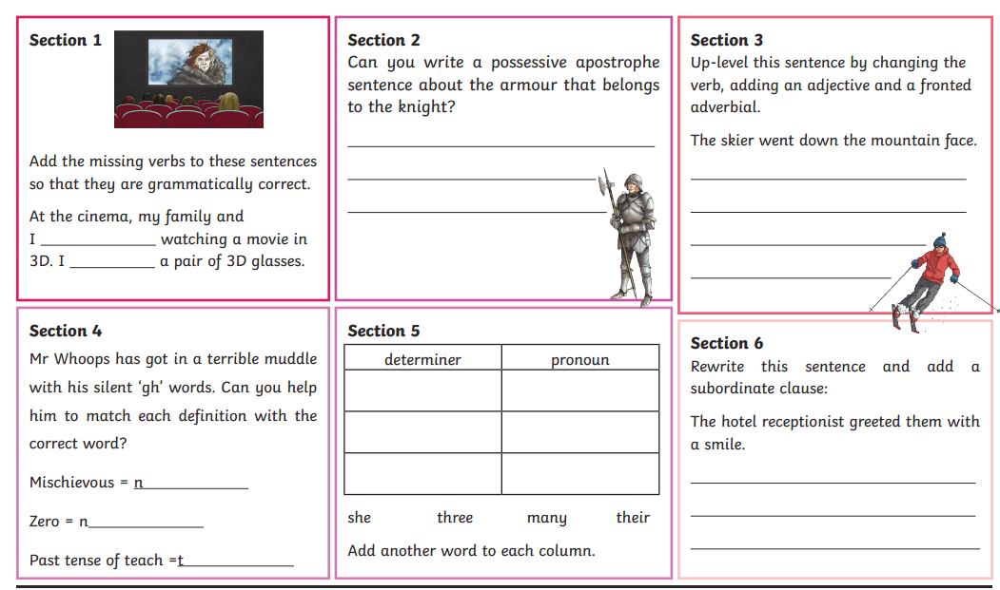 Section 1
Add the missing verbs to these sentences
so that they are grammatically correct.
At the cinema, my family and
I ______________ watching a movie in
3D. I __________ a pair of 3D glasses.
Section 2
Can you write a possessive apostrophe
sentence about the armour that belongs
to the knight?
Section 3
Up-level this sentence by changing the
verb, adding an adjective and a fronted
adverbial.
The skier went down the mountain face.
Section 4
Mr Whoops has got in a terrible muddle
with his silent ‘gh’ words. Can you help
him to match each definition with the
correct word?
Mischievous = n______________
Zero = n______________
Past tense of teach =t______________
Section 5
determiner pronoun
she three many their
Add another word to each column.
Section 6
Rewrite this sentence and add a
subordinate clause:
The hotel receptionist greeted them with
a smile.